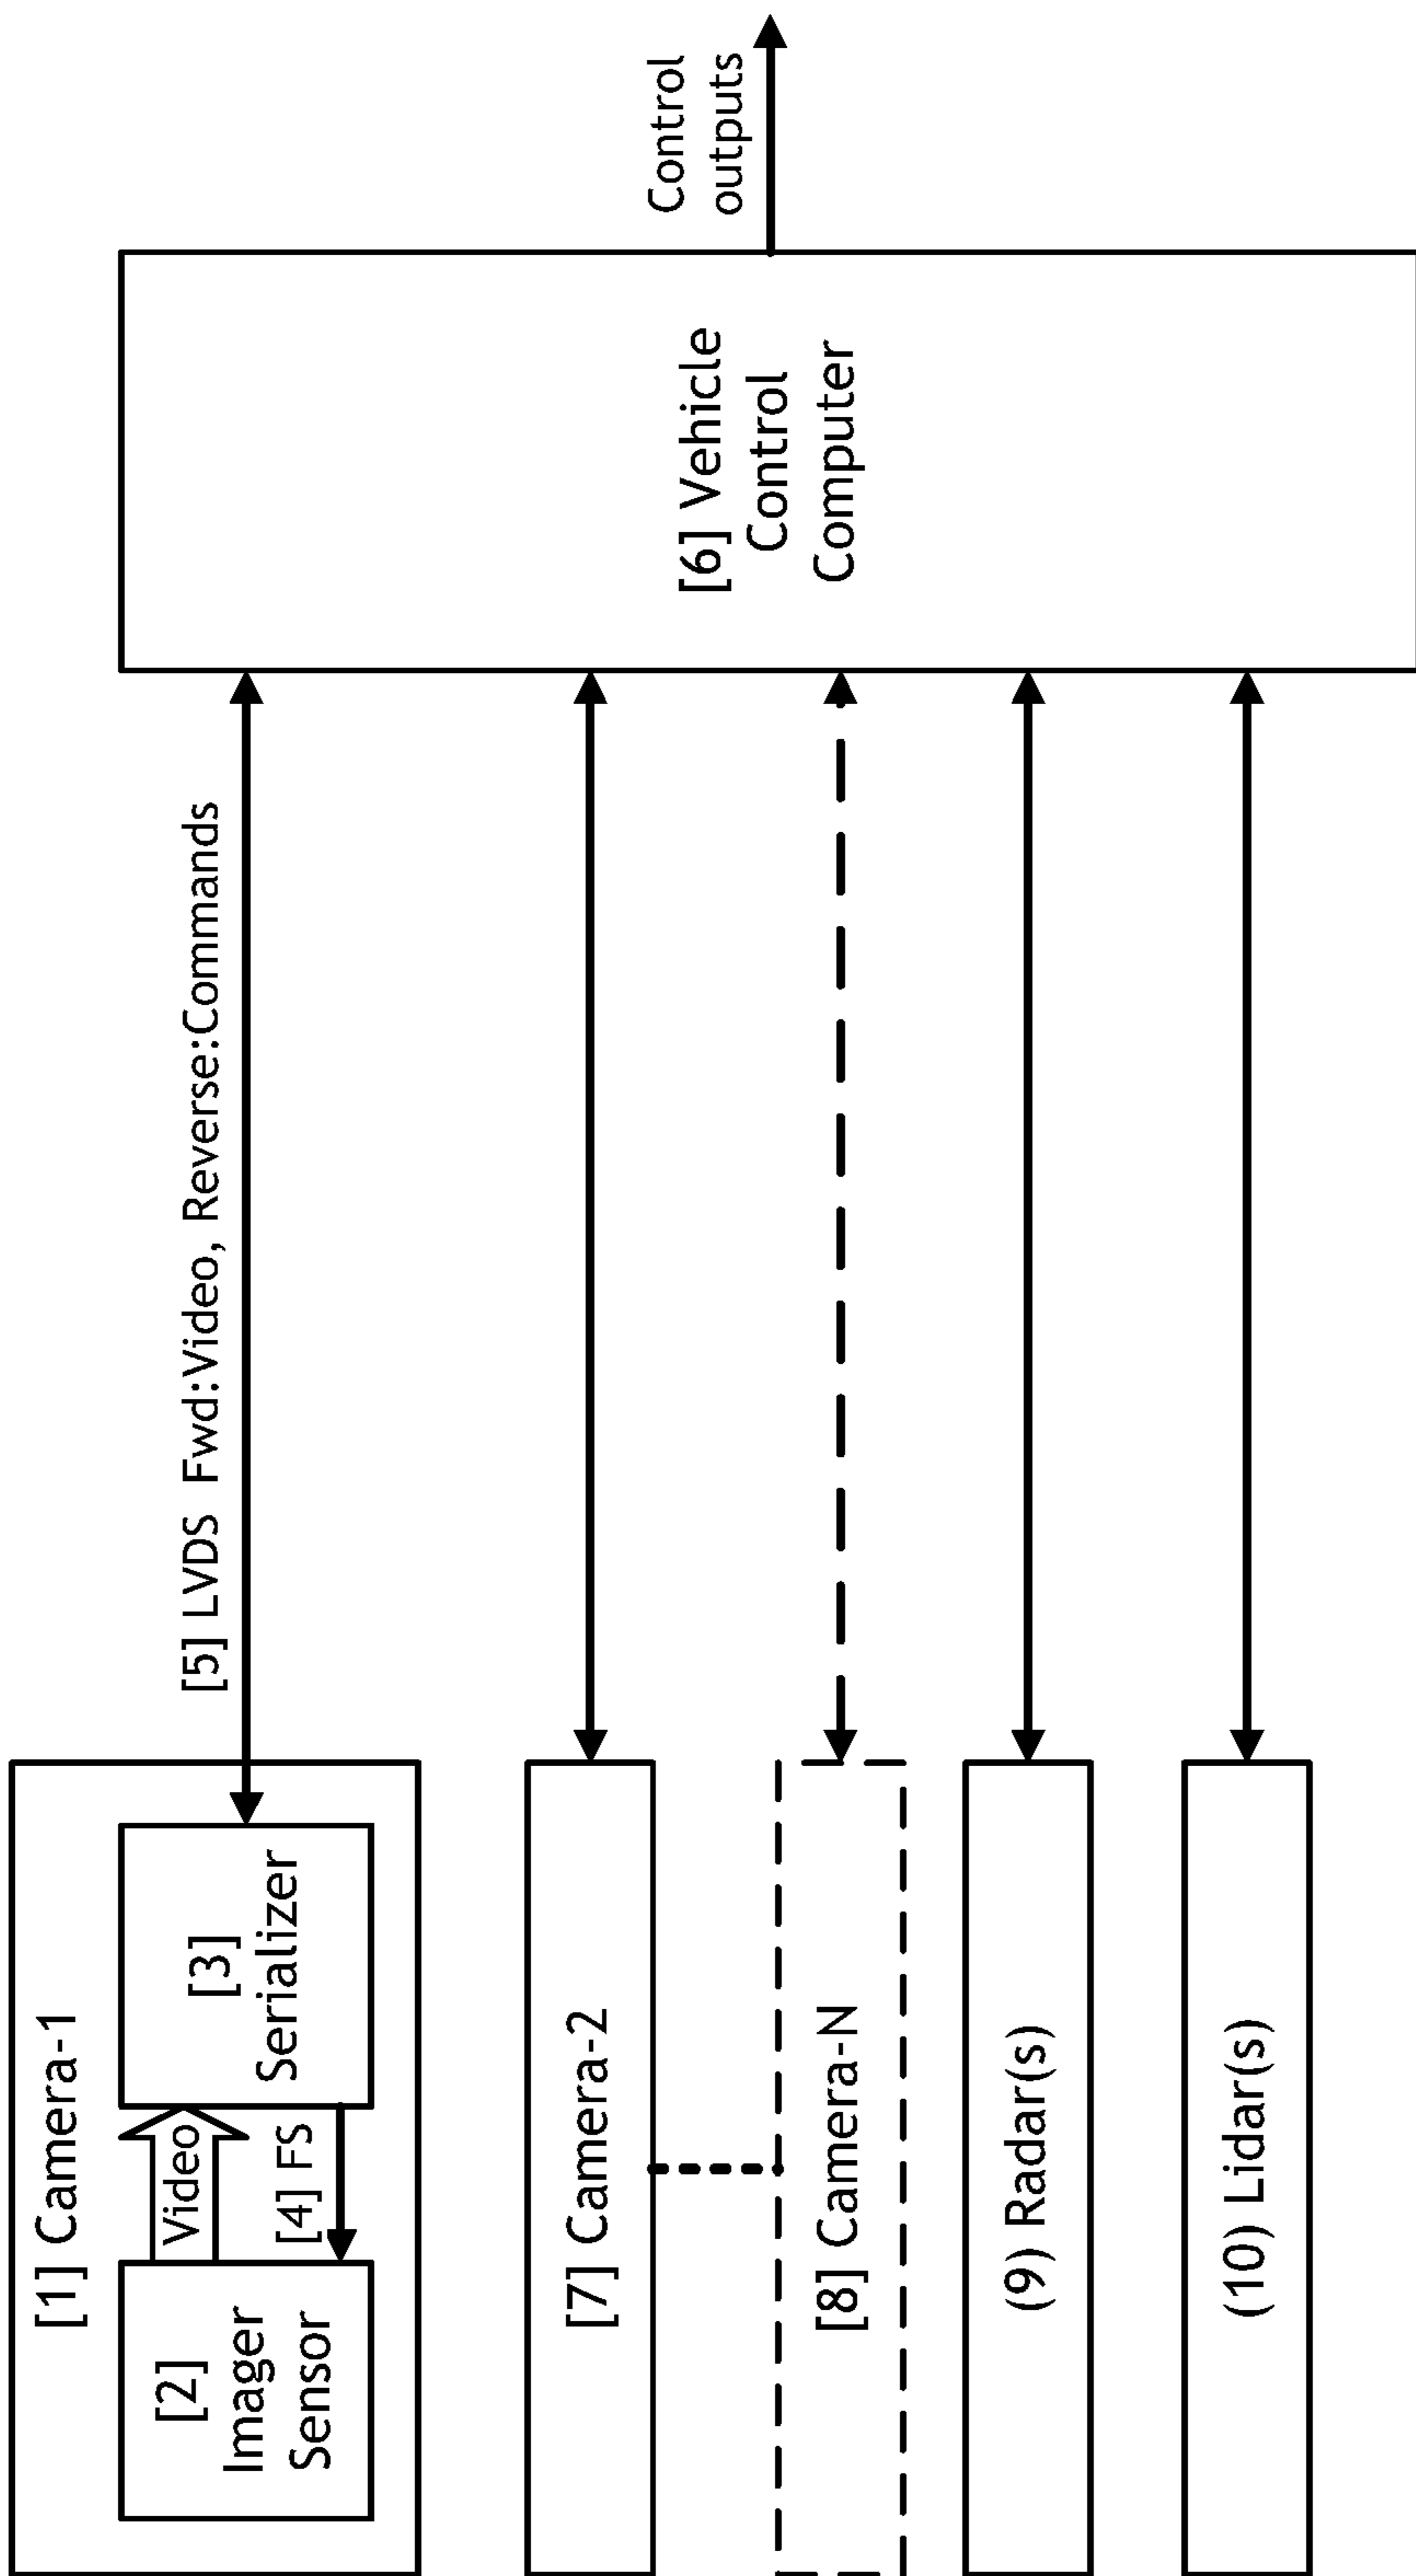 [1] Camera-1
[2]
Imager
Sensor
Video
[4] FS
[3]
Serializer
[5] LVDS Fwd:Video, Reverse:Commands
[6] Vehicle
Control
Computer
Control
outputs
[7] Camera-2
[8] Camera-N
(9) Radar(s)
(10) Lidar(s)